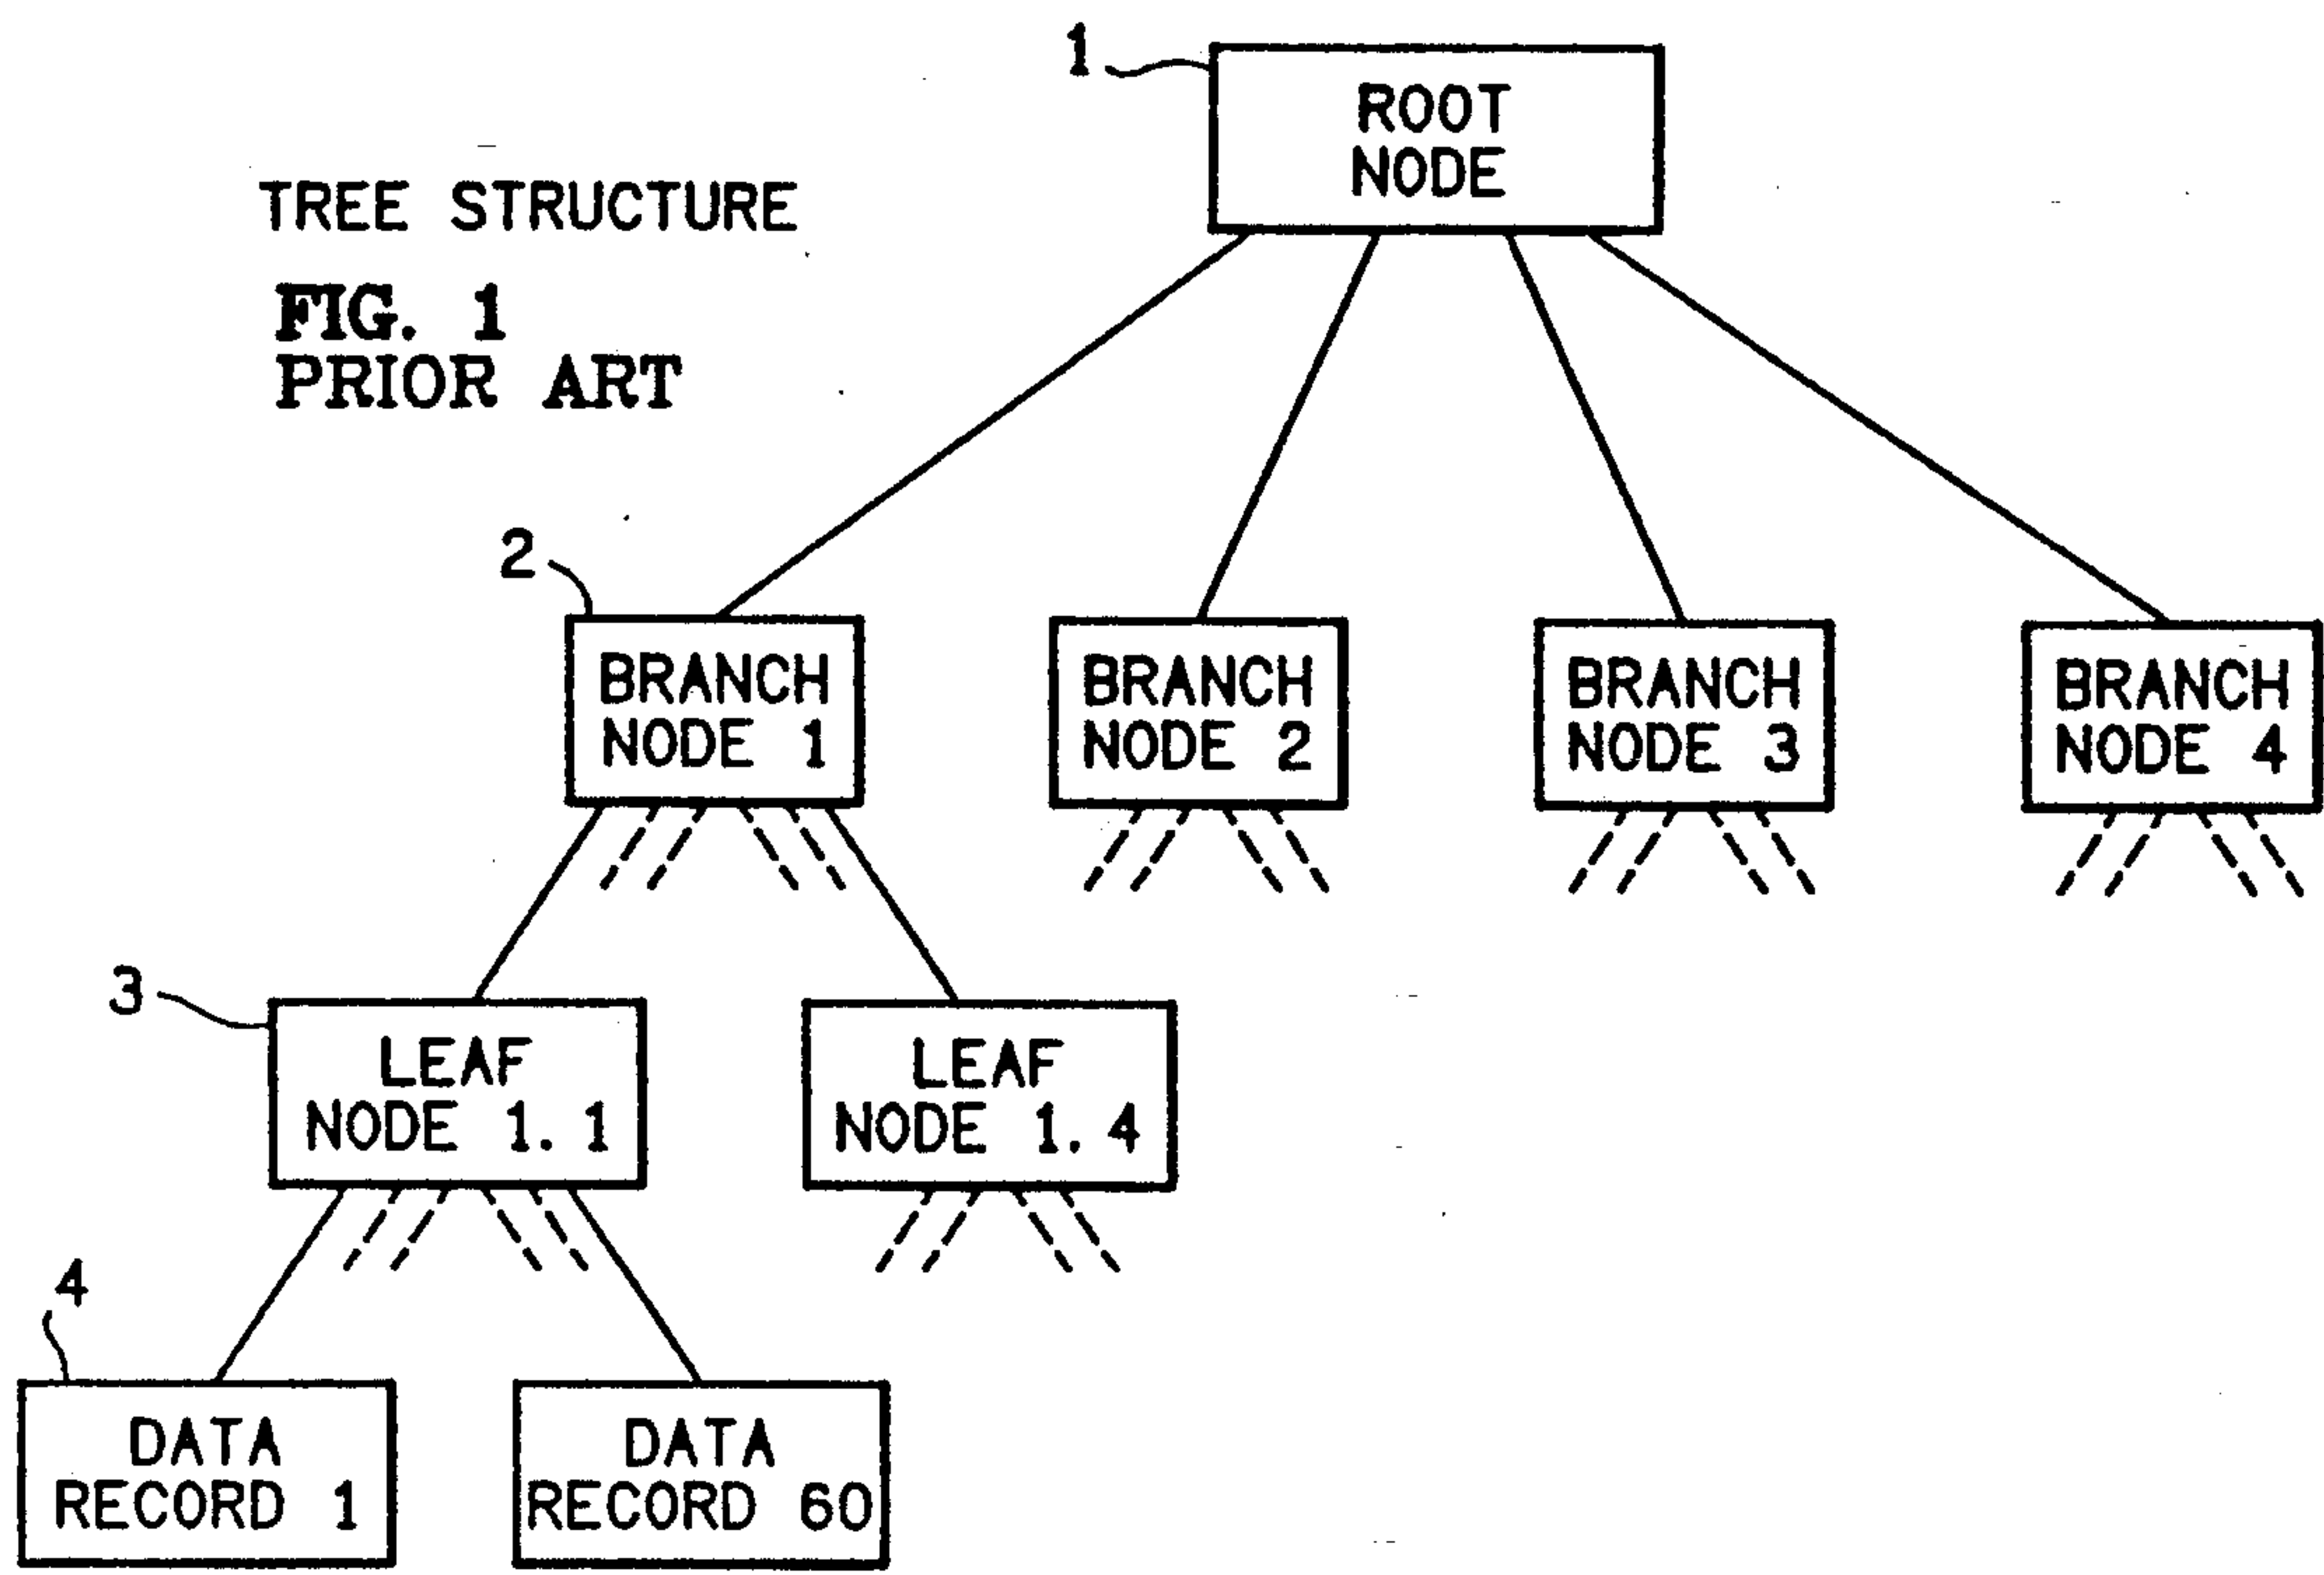 1
ROOT
NODE
TREE STRUCTURE
FIG. 1
PRIOR ART
2
BRANCH
NODE 1
BRANCH
NODE 2
BRANCH
NODE 3
BRANCH
NODE 4
3
LEAF
NODE 1.1
LEAF
NODE 1.4
4
DATA
RECORD 1
DATA
RECORD 60